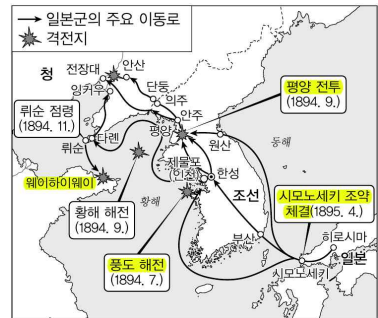 → 일본군의 주요 이동로
격전지
청
전장대
안산
잉커우
단둥
의주
안주
평양 전투
(1894. 9.)
뤼순 점령
(1894. 11.)
다롄
뤼순
평양
원산
동해
제물포
(인천)
한성
웨이하이웨이
황해
조선
황해 해전
(1894. 9.)
시모노세키 조약
체결(1895. 4.)
풍도 해전
(1894. 7.)
부산
히로시마
일본
시모노세키